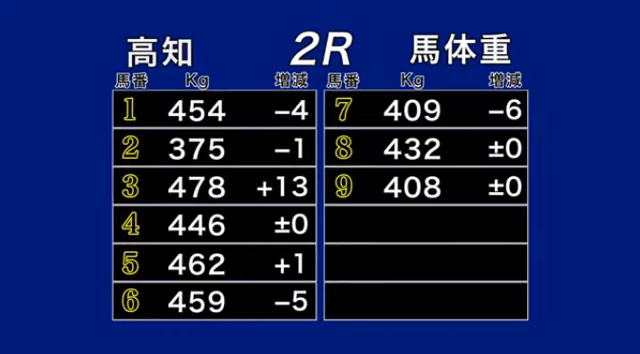 高知 2R 馬体重
馬番 Kg 増減 馬番 Kg 増減
1 454 −4 7 409 −6
2 375 −1 8 432 ±0
3 478 +13 9 408 ±0
4 446 ±0
5 462 +1
6 459 −5